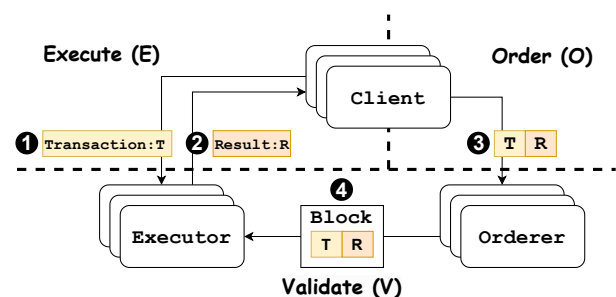 Execute (E)
Order (O)
Client
1 Transaction:T
2 Result:R
3 T R
4
Block
T R
Executor
Orderer
Validate (V)